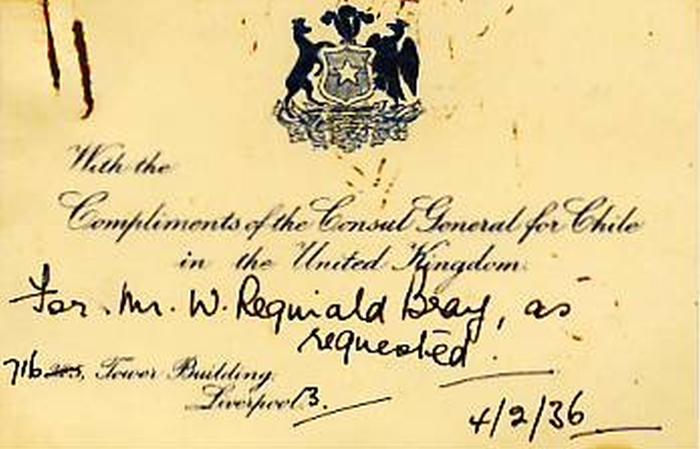 With the
Compliments of the Consul General for Chile
in the United Kingdom.
For. Mr. W. Reginald Bray, as
requested.
716 Tower Building
Liverpool 3.
4/2/36